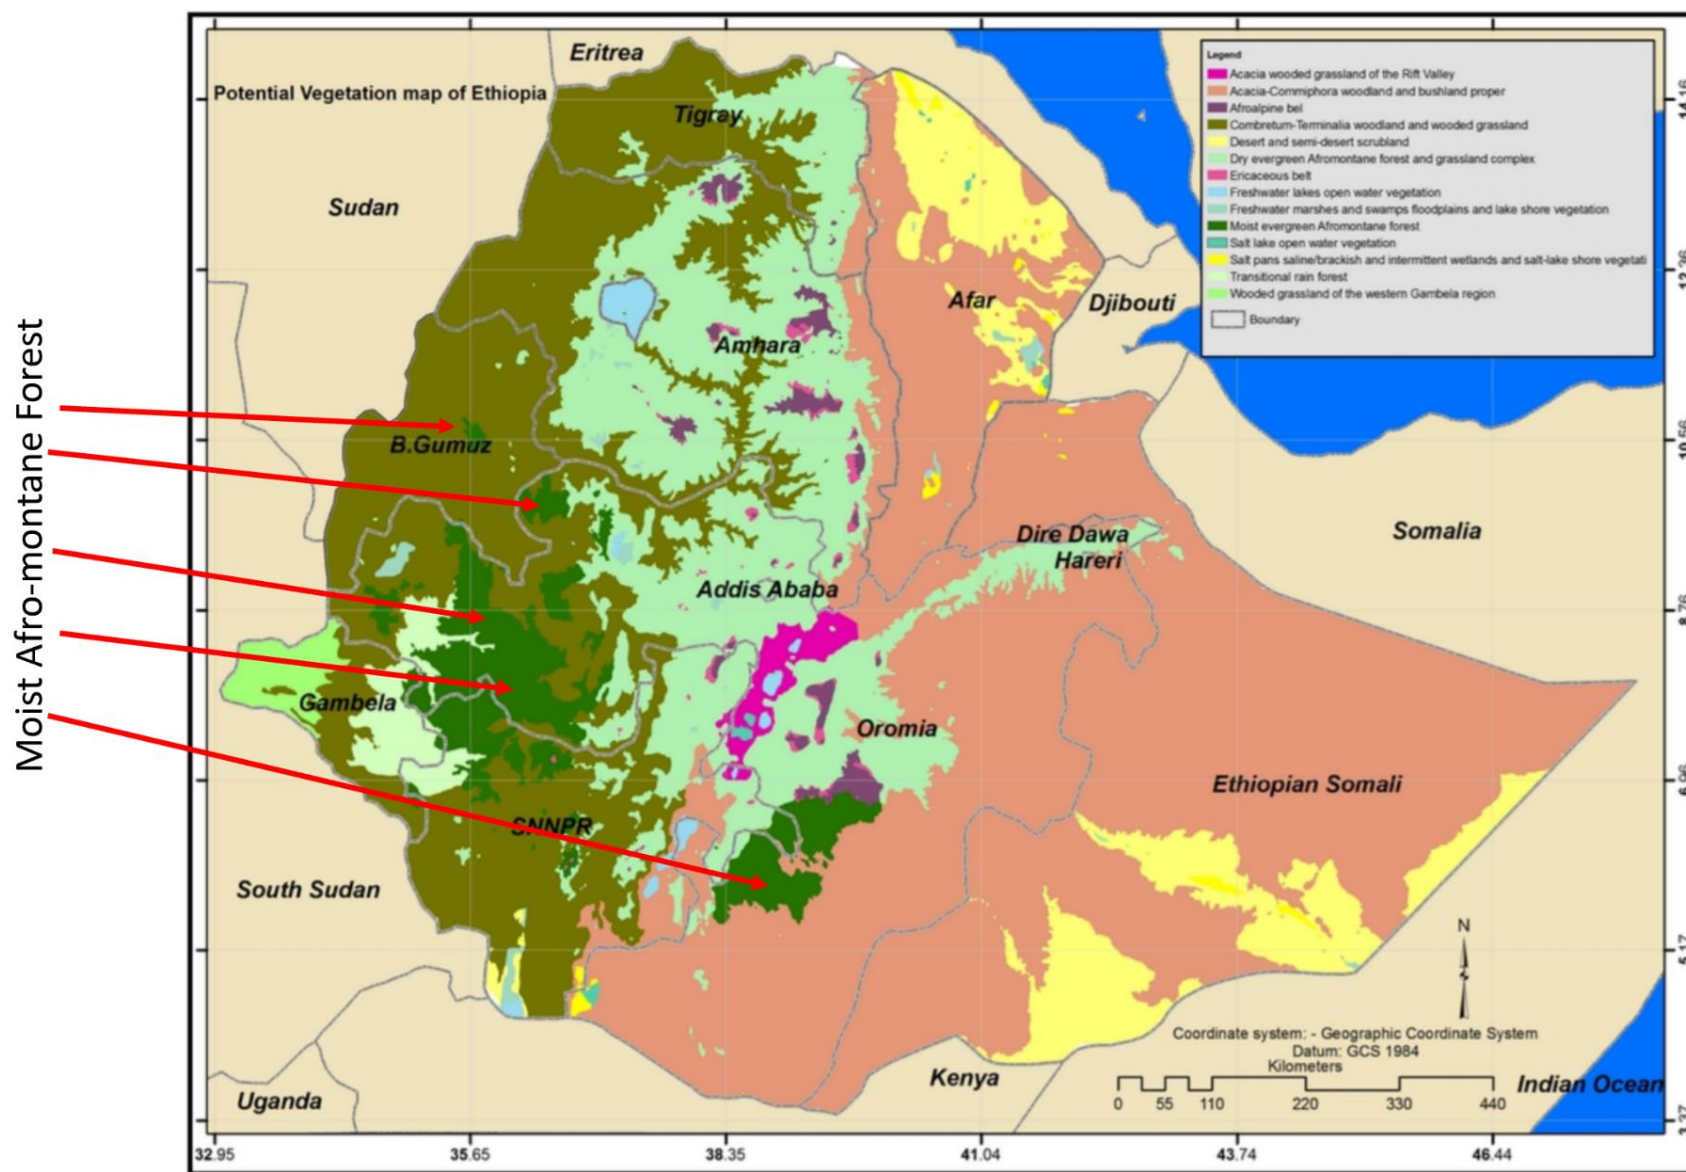 Moist Afro-montane Forest
Potential Vegetation map of Ethiopia
Eritrea
Tigray
Sudan
Afar
Djibouti
Amhara
B.Gumuz
Dire Dawa
Hareri
Somalia
Addis Ababa
Gambela
Oromia
Ethiopian Somali
SNNPR
South Sudan
Kenya
Uganda
Indian Ocean
Legend
Acacia wooded grassland of the Rift Valley
Acacia-Commiphora woodland and bushland proper
Afroalpine bel
Combretum-Terminalia woodland and wooded grassland
Desert and semi-desert scrubland
Dry evergreen Afromontane forest and grassland complex
Ericaceous belt
Freshwater lakes open water vegetation
Freshwater marshes and swamps floodplains and lake shore vegetation
Moist evergreen Afromontane forest
Salt lake open water vegetation
Salt pans saline/brackish and intermittent wetlands and salt-lake shore vegetati
Transitional rain forest
Wooded grassland of the western Gambela region
Boundary
N
Coordinate system: - Geographic Coordinate System
Datum: GCS 1984
Kilometers
0 55 110 220 330 440
32.95 35.65 38.35 41.04 43.74 46.44